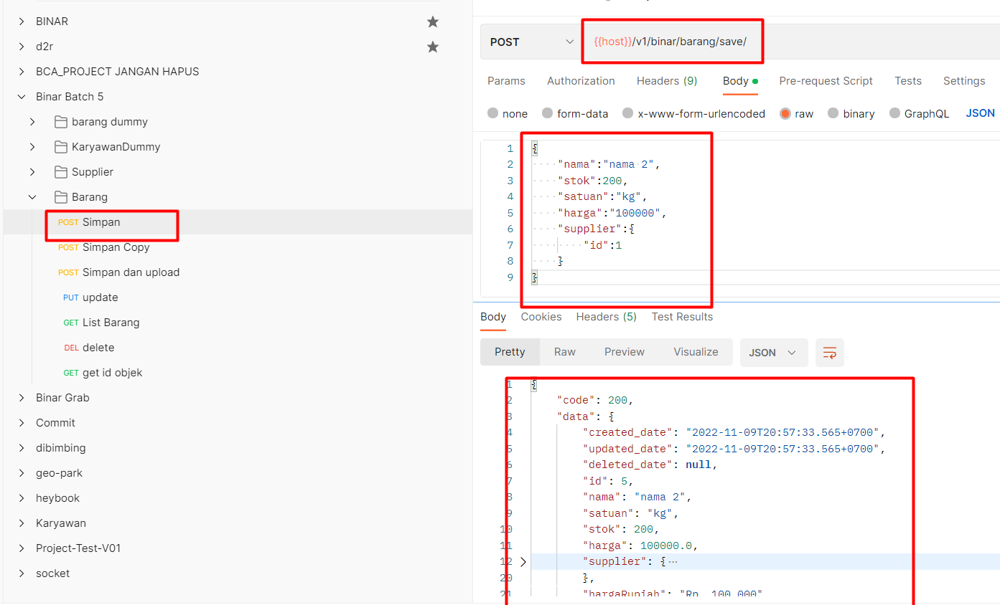 BINAR
d2r
BCA_PROJECT JANGAN HAPUS
Binar Batch 5
barang dummy
KaryawanDummy
Supplier
Barang
POST Simpan
POST Simpan Copy
POST Simpan dan upload
PUT update
GET List Barang
DEL delete
GET get id objek
Binar Grab
Commit
dibimbing
geo-park
heybook
Karyawan
Project-Test-V01
socket
POST {{host}}/v1/binar/barang/save/
Params Authorization Headers (9) Body Pre-request Script Tests Settings
none form-data x-www-form-urlencoded raw binary GraphQL JSON
1 {
2 "nama":"nama 2",
3 "stok":200,
4 "satuan":"kg",
5 "harga":"100000",
6 "supplier":{
7 "id":1
8 }
9 }
Body Cookies Headers (5) Test Results
Pretty Raw Preview Visualize JSON
1 {
2 "code": 200,
3 "data": {
4 "created_date": "2022-11-09T20:57:33.565+0700",
5 "updated_date": "2022-11-09T20:57:33.565+0700",
6 "deleted_date": null,
7 "id": 5,
8 "nama": "nama 2",
9 "satuan": "kg",
10 "stok": 200,
11 "harga": 100000.0,
12 "supplier": {...
20 },
21 "hargaRupiah": "Rp. 100.000"